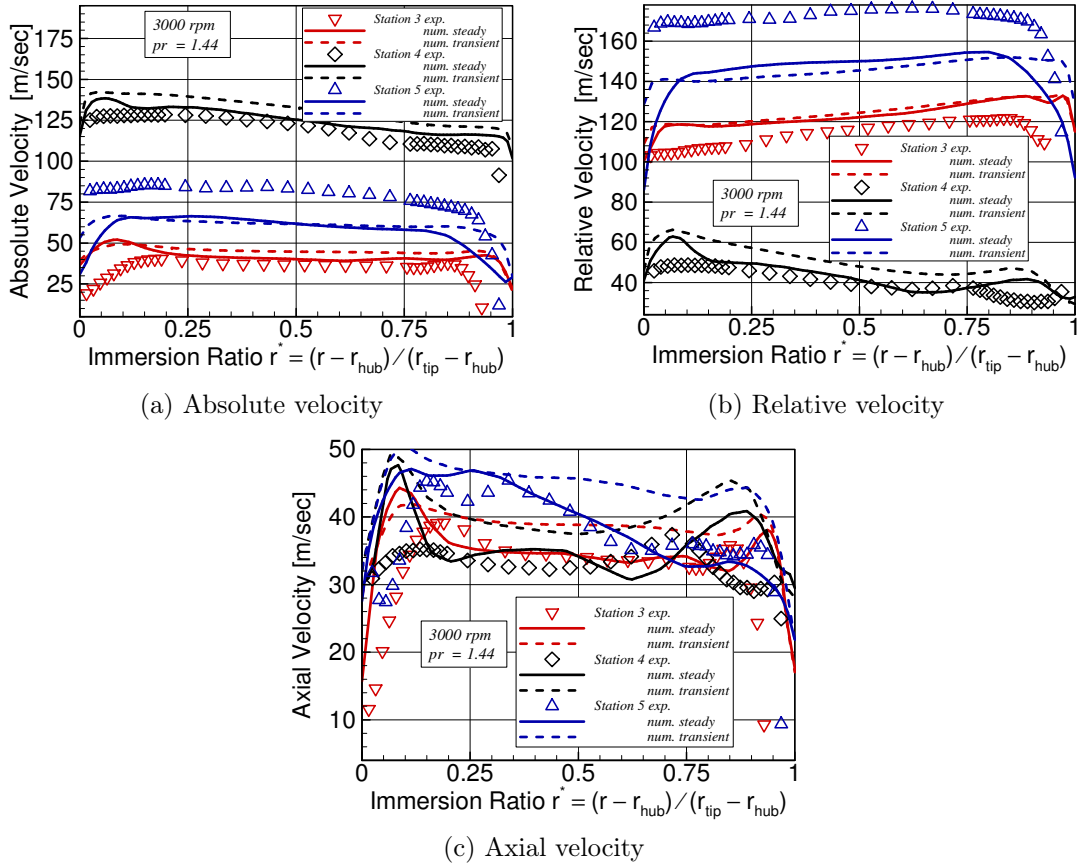 3000 rpm
pr = 1.44
Station 3 exp.
num. steady
num. transient
Station 4 exp.
num. steady
num. transient
Station 5 exp.
num. steady
num. transient
Absolute Velocity [m/sec]
175
150
125
100
75
50
25
0
0.25
0.5
0.75
1
Immersion Ratio r* = (r − r_hub) / (r_tip − r_hub)
(a) Absolute velocity
Relative Velocity [m/sec]
160
140
120
100
80
60
40
Station 3 exp.
num. steady
num. transient
Station 4 exp.
num. steady
num. transient
Station 5 exp.
num. steady
num. transient
3000 rpm
pr = 1.44
0
0.25
0.5
0.75
1
Immersion Ratio r* = (r − r_hub) / (r_tip − r_hub)
(b) Relative velocity
Axial Velocity [m/sec]
50
40
30
20
10
3000 rpm
pr = 1.44
Station 3 exp.
num. steady
num. transient
Station 4 exp.
num. steady
num. transient
Station 5 exp.
num. steady
num. transient
0
0.25
0.5
0.75
1
Immersion Ratio r* = (r − r_hub) / (r_tip − r_hub)
(c) Axial velocity